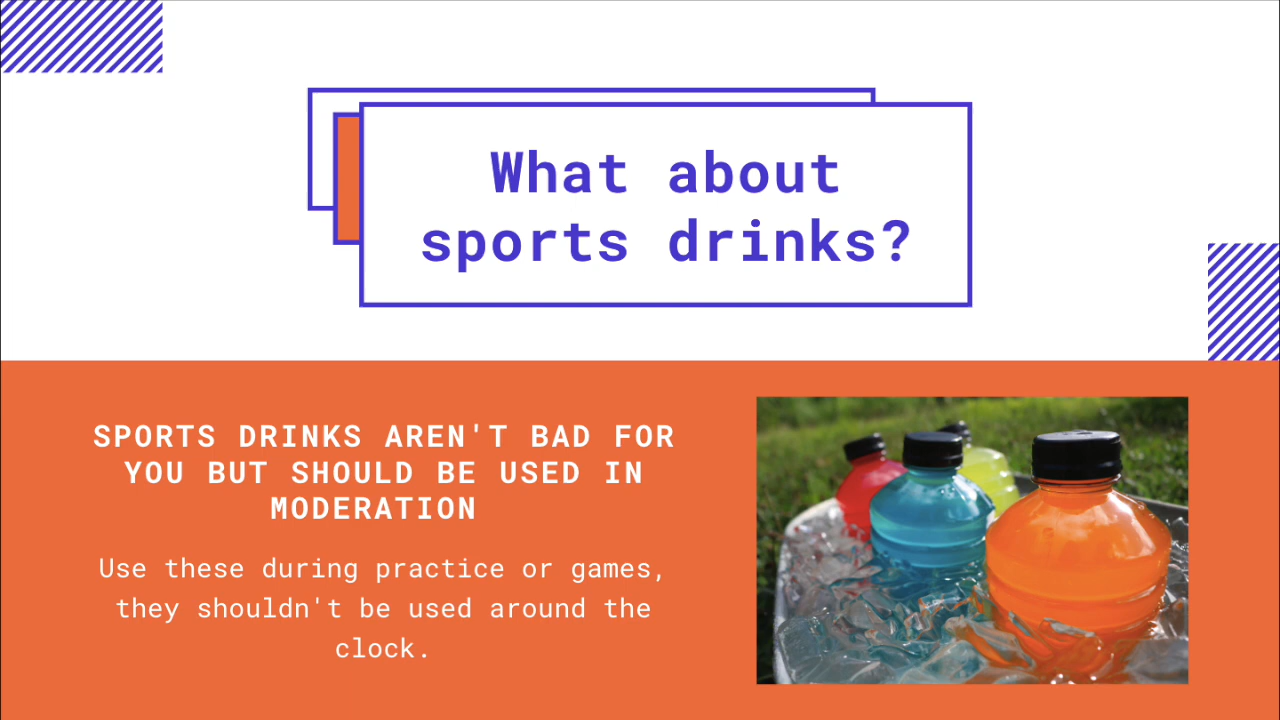 What about
sports drinks?
SPORTS DRINKS AREN'T BAD FOR
YOU BUT SHOULD BE USED IN
MODERATION
Use these during practice or games,
they shouldn't be used around the
clock.